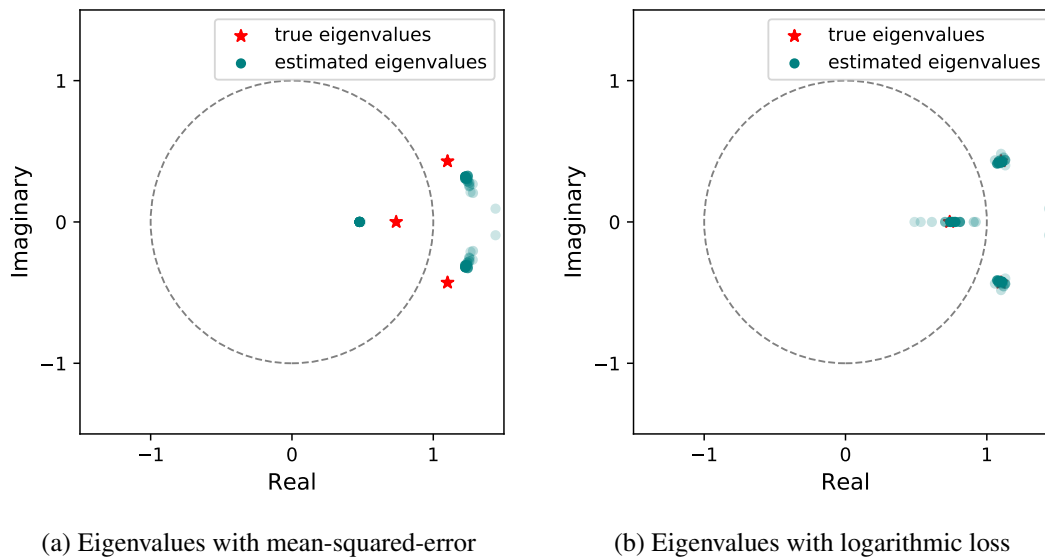 true eigenvalues
estimated eigenvalues
1
0
−1
Imaginary
−1
0
1
Real
(a) Eigenvalues with mean-squared-error
true eigenvalues
estimated eigenvalues
1
0
−1
Imaginary
−1
0
1
Real
(b) Eigenvalues with logarithmic loss